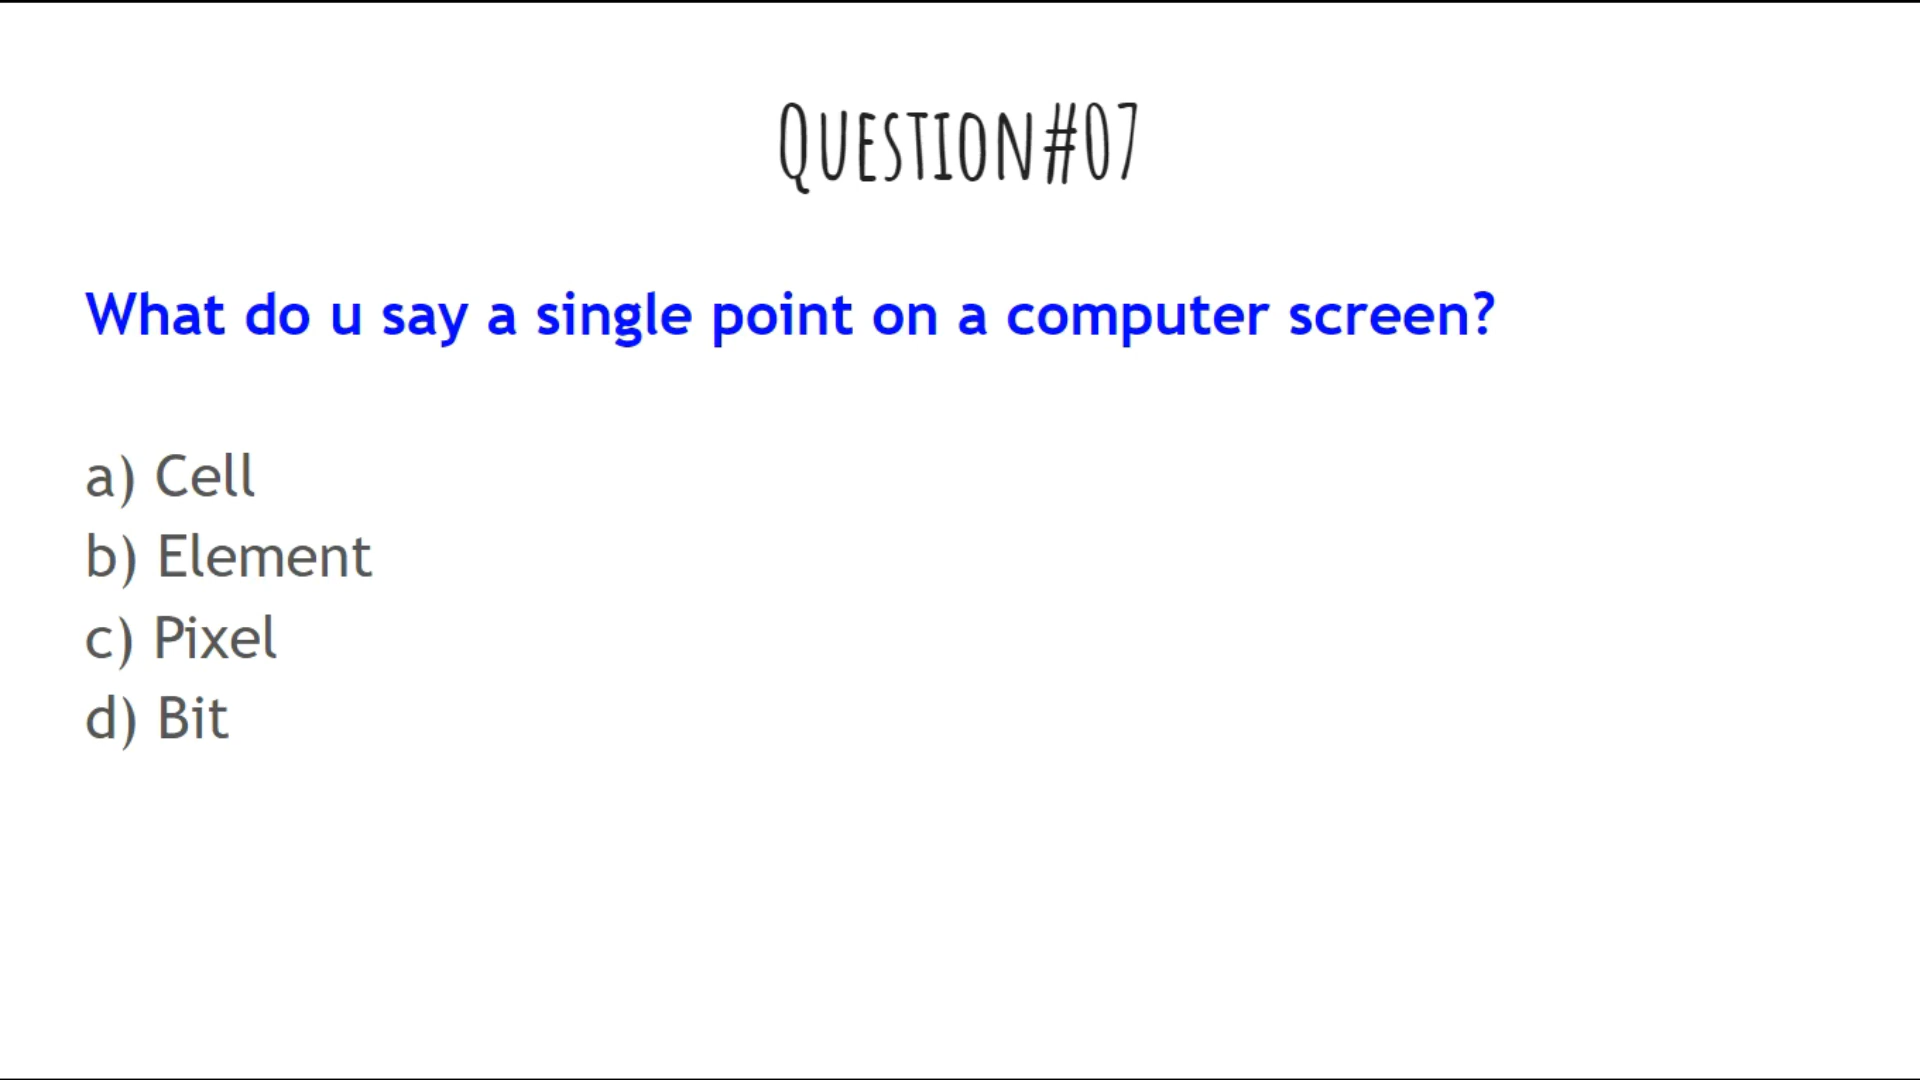 Question#07
What do u say a single point on a computer screen?
a) Cell
b) Element
c) Pixel
d) Bit